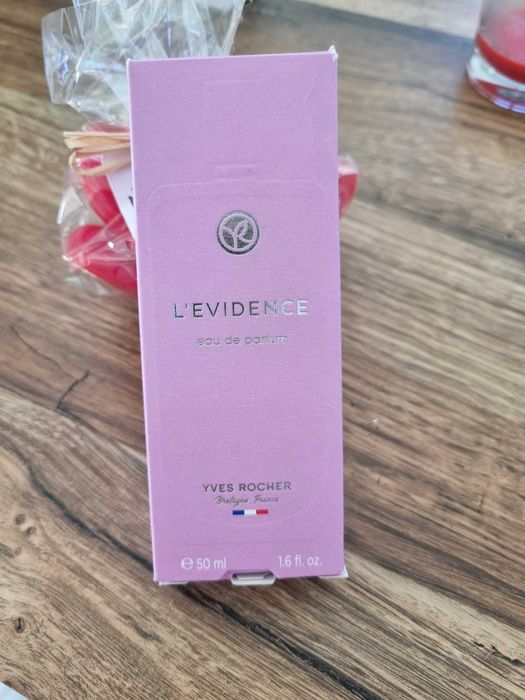 L'EVIDENCE
eau de parfum
YVES ROCHER
Bretagne, France
℮ 50 ml 1.6 fl. oz.